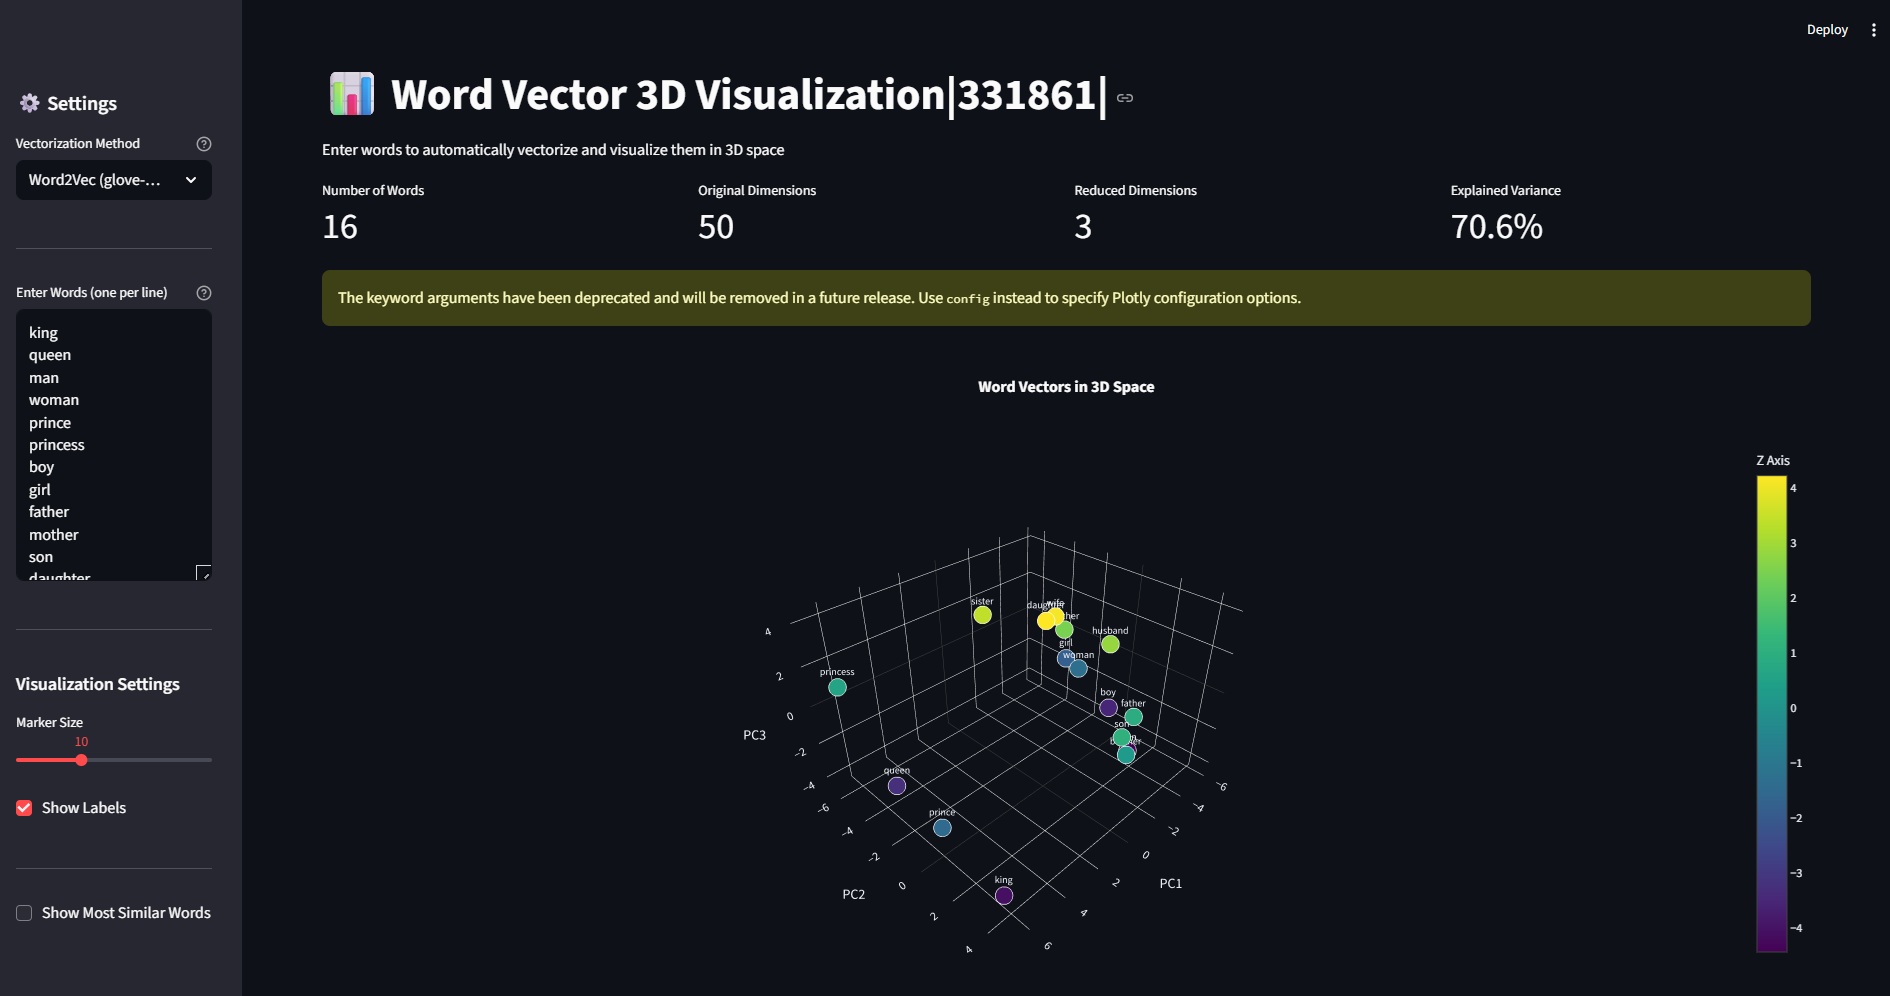 Deploy
Settings
Vectorization Method
Word2Vec (glove-...
Enter Words (one per line)
king
queen
man
woman
prince
princess
boy
girl
father
mother
son
daughter
Visualization Settings
Marker Size
10
Show Labels
Show Most Similar Words
Word Vector 3D Visualization|331861|
Enter words to automatically vectorize and visualize them in 3D space
Number of Words
16
Original Dimensions
50
Reduced Dimensions
3
Explained Variance
70.6%
The keyword arguments have been deprecated and will be removed in a future release. Use config instead to specify Plotly configuration options.
Word Vectors in 3D Space
sister
wife
husband
girl
woman
princess
boy
father
son
queen
prince
king
PC3
4
2
0
−2
−4
PC2
−6
−4
−2
0
2
4
PC1
−6
−4
−2
0
2
4
6
Z Axis
4
3
2
1
0
−1
−2
−3
−4